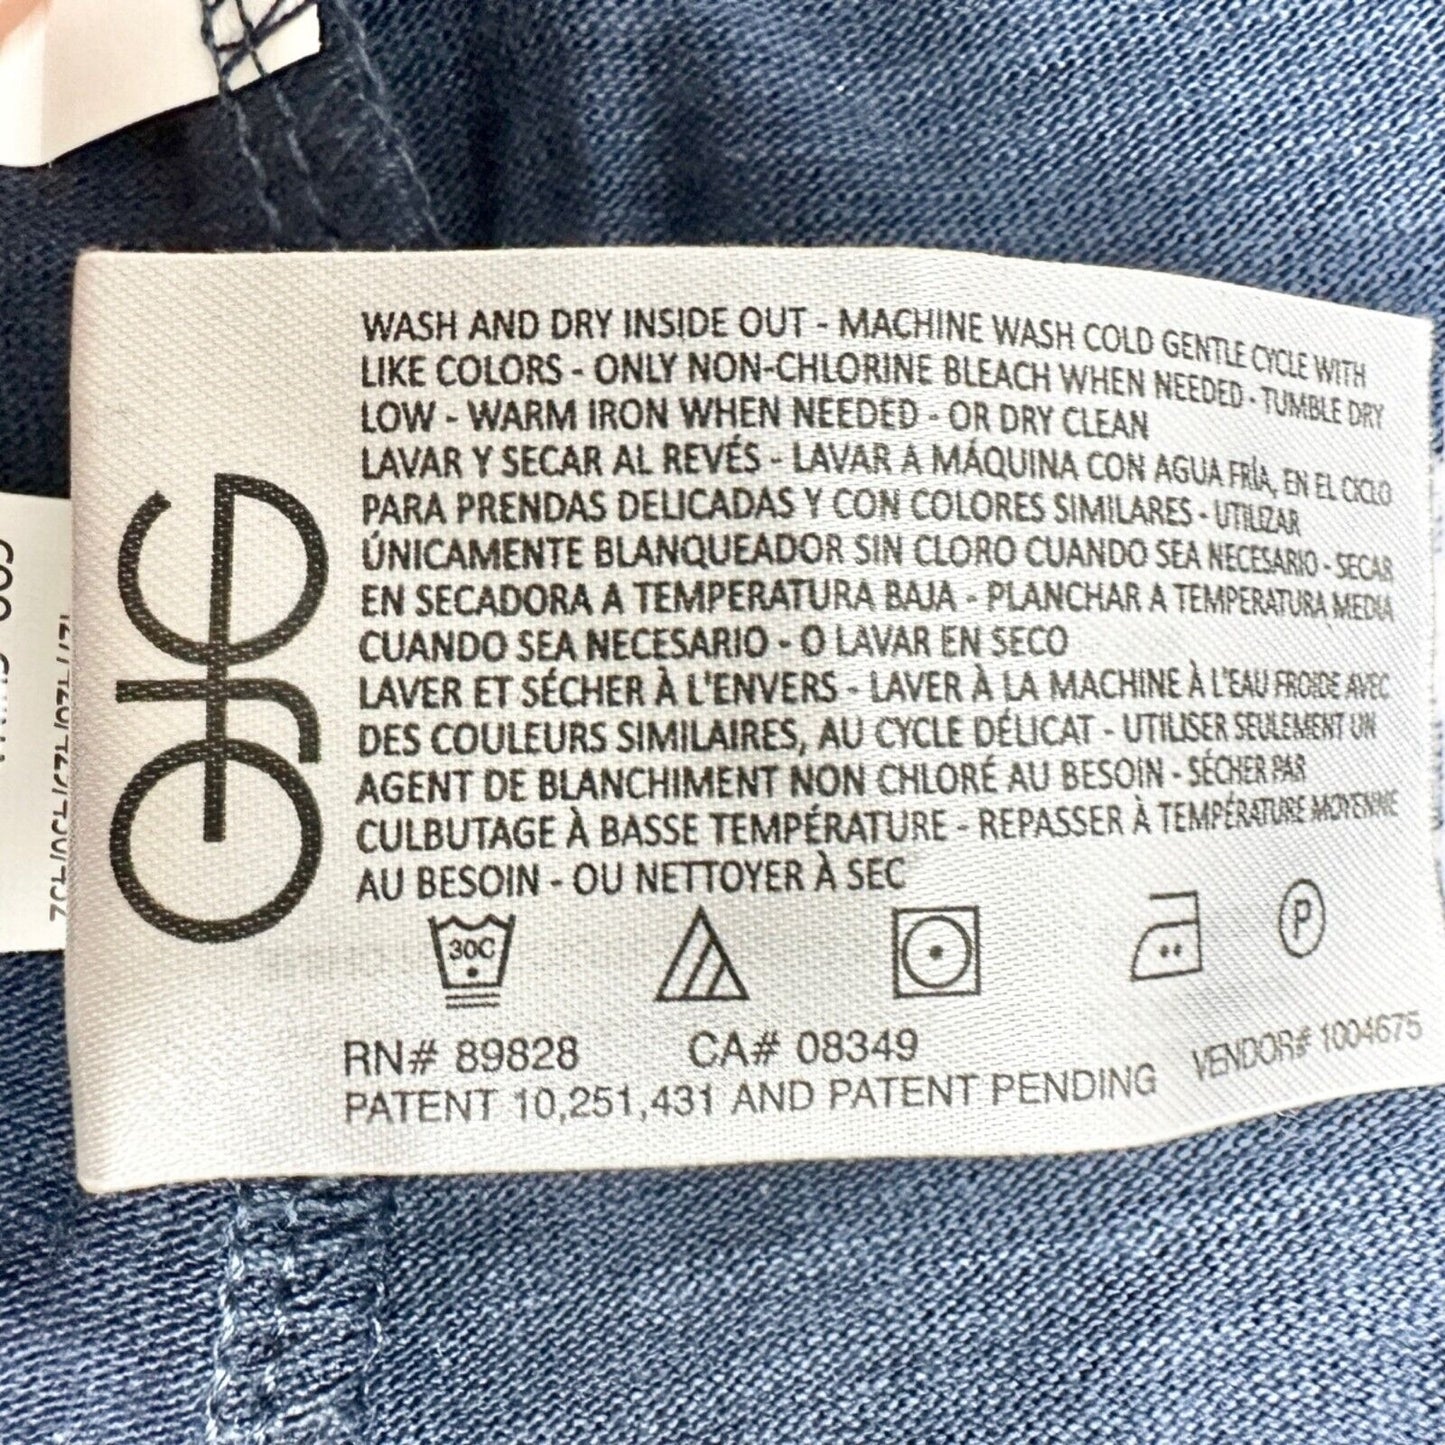 WASH AND DRY INSIDE OUT - MACHINE WASH COLD GENTLE CYCLE WITH
LIKE COLORS - ONLY NON-CHLORINE BLEACH WHEN NEEDED - TUMBLE DRY
LOW - WARM IRON WHEN NEEDED - OR DRY CLEAN
LAVAR Y SECAR AL REVÉS - LAVAR A MÁQUINA CON AGUA FRÍA, EN EL CICLO
PARA PRENDAS DELICADAS Y CON COLORES SIMILARES - UTILIZAR
ÚNICAMENTE BLANQUEADOR SIN CLORO CUANDO SEA NECESARIO - SECAR
EN SECADORA A TEMPERATURA BAJA - PLANCHAR A TEMPERATURA MEDIA
CUANDO SEA NECESARIO - O LAVAR EN SECO
LAVER ET SÉCHER À L'ENVERS - LAVER À LA MACHINE À L'EAU FROIDE AVEC
DES COULEURS SIMILAIRES, AU CYCLE DÉLICAT - UTILISER SEULEMENT UN
AGENT DE BLANCHIMENT NON CHLORÉ AU BESOIN - SÉCHER PAR
CULBUTAGE À BASSE TEMPÉRATURE - REPASSER À TEMPÉRATURE MOYENNE
AU BESOIN - OU NETTOYER À SEC
30C
P
RN# 89828 CA# 08349 VENDOR# 1004675
PATENT 10,251,431 AND PATENT PENDING